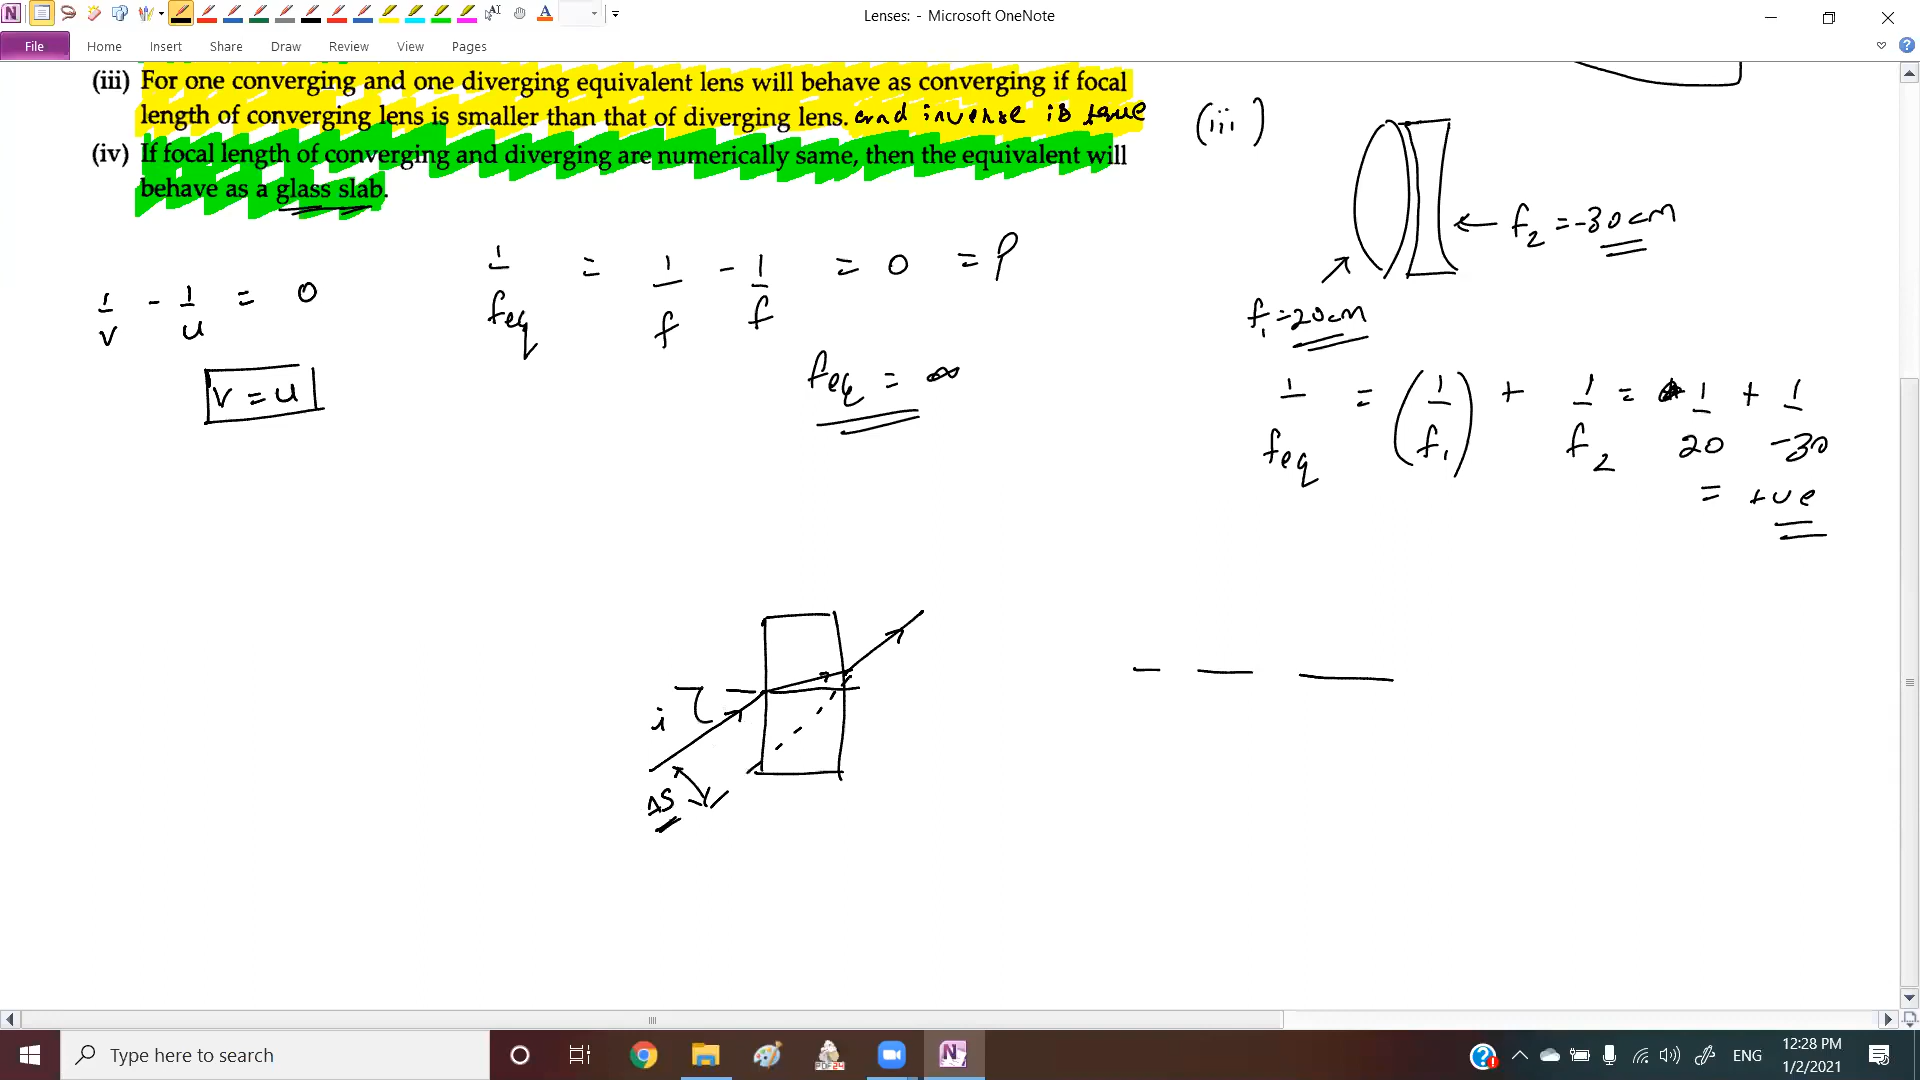 Lenses: - Microsoft OneNote
File Home Insert Share Draw Review View Pages
(iii) For one converging and one diverging equivalent lens will behave as converging if focal
length of converging lens is smaller than that of diverging lens. and inverse is true
(iv) If focal length of converging and diverging are numerically same, then the equivalent will
behave as a glass slab.
1/v - 1/u = 0
v = u
1/feq = 1/f - 1/f = 0 = P
feq = ∞
(iii)
f2 = -30cm
f1 = 20cm
1/feq = (1/f1) + 1/f2 = 1/20 + 1/-30
= +ve
i
ΔS
Type here to search
PDF24
ENG
12:28 PM
1/2/2021